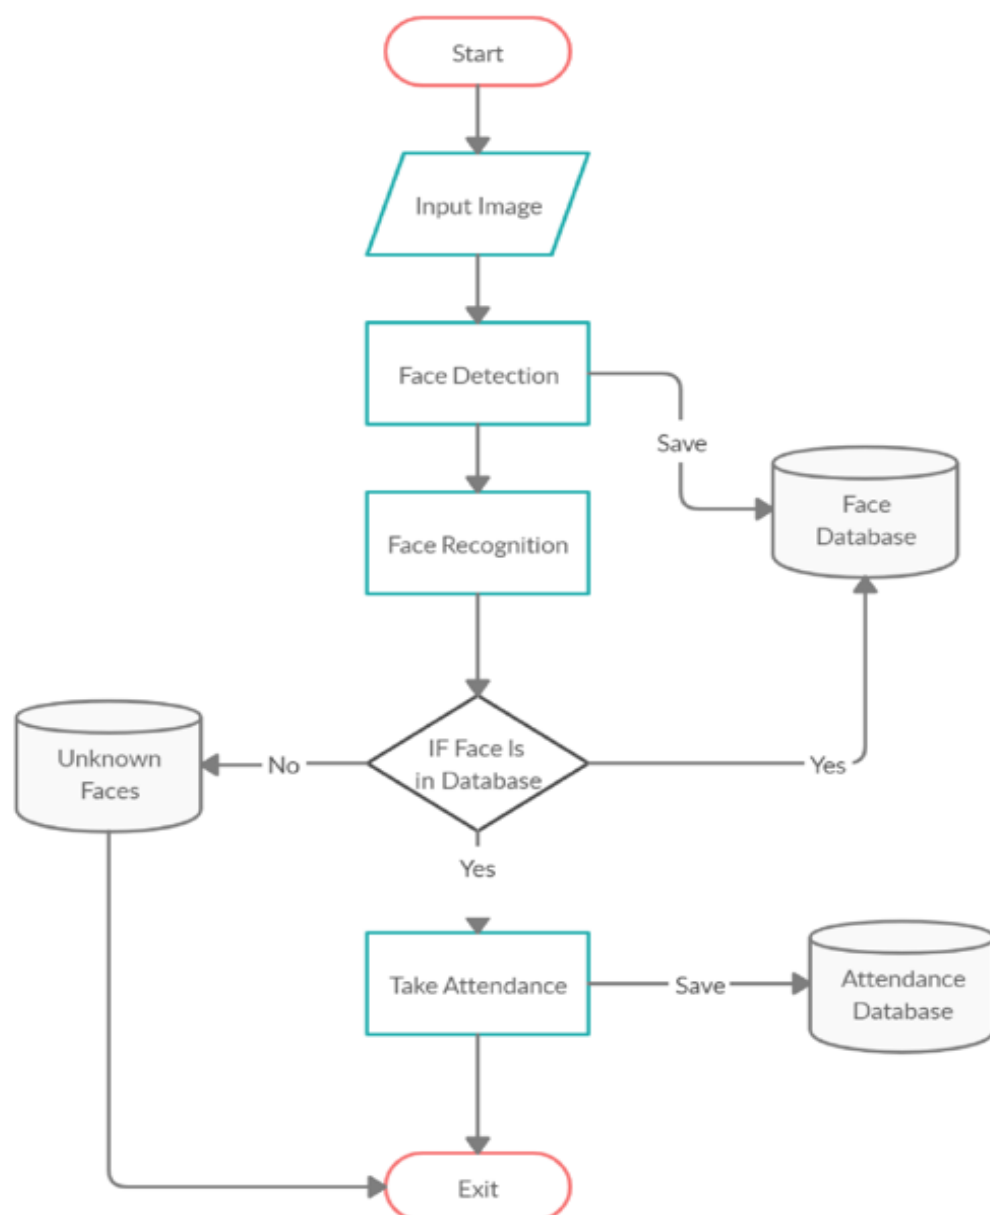 Start
Input Image
Face Detection
Save
Face
Database
Face Recognition
IF Face Is
in Database
No
Unknown
Faces
Yes
Yes
Take Attendance
Save
Attendance
Database
Exit